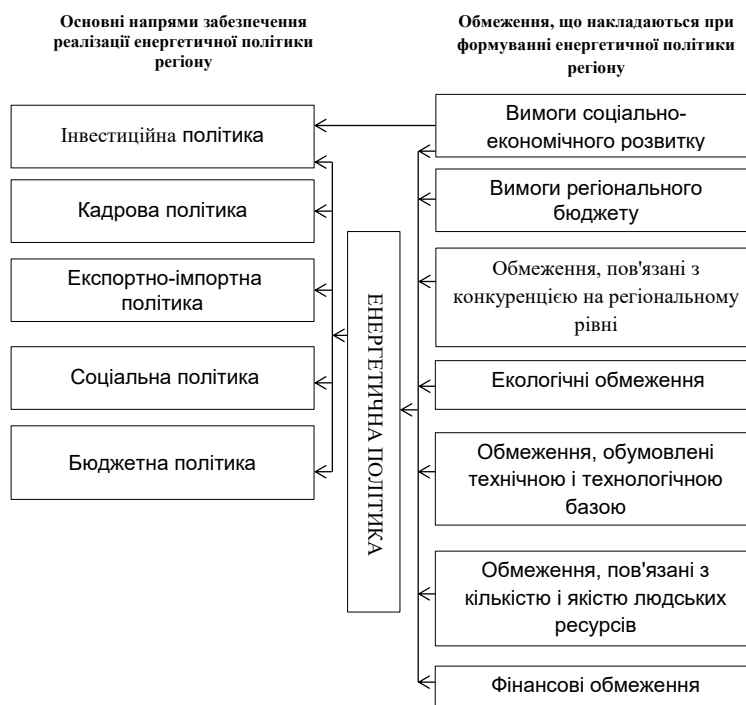 Основні напрями забезпечення
реалізації енергетичної політики
регіону
Обмеження, що накладаються при
формуванні енергетичної політики
регіону
Інвестиційна політика
Кадрова політика
Експортно-імпортна
політика
Соціальна політика
Бюджетна політика
ЕНЕРГЕТИЧНА ПОЛІТИКА
Вимоги соціально-
економічного розвитку
Вимоги регіонального
бюджету
Обмеження, пов'язані з
конкуренцією на регіональному
рівні
Екологічні обмеження
Обмеження, обумовлені
технічною і технологічною
базою
Обмеження, пов'язані з
кількістю і якістю людських
ресурсів
Фінансові обмеження